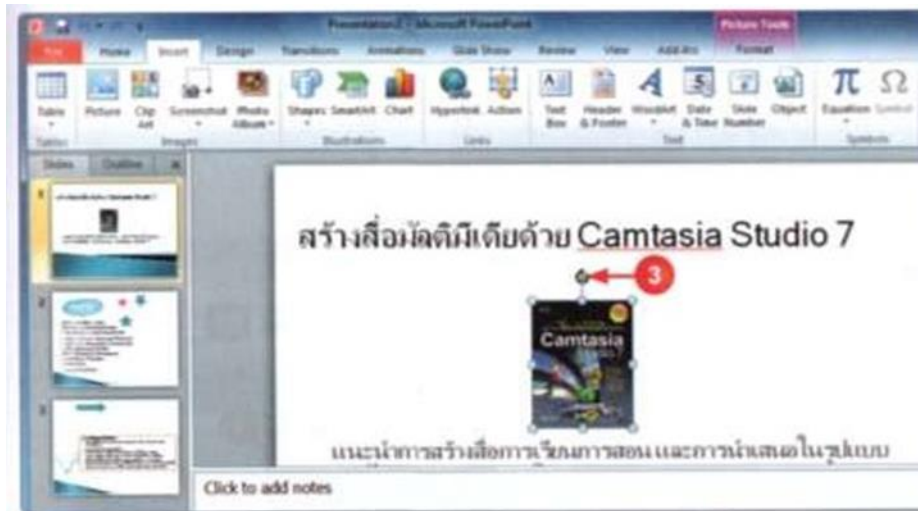 Presentation2 - Microsoft PowerPoint
Picture Tools
File Home Insert Design Transitions Animations Slide Show Review View Add-Ins Format
Table Picture Clip Art Screenshot Photo Album Shapes SmartArt Chart Hyperlink Action Text Box Header & Footer WordArt Date & Time Slide Number Object Equation Symbol
Tables Images Illustrations Links Text Symbols
Slides Outline
1
สร้างสื่อมัลติมีเดียด้วย Camtasia Studio 7
3
Camtasia
2
3
แนะนำการสร้างสื่อการเรียนการสอน และการนำเสนอในรูปแบบ
Click to add notes